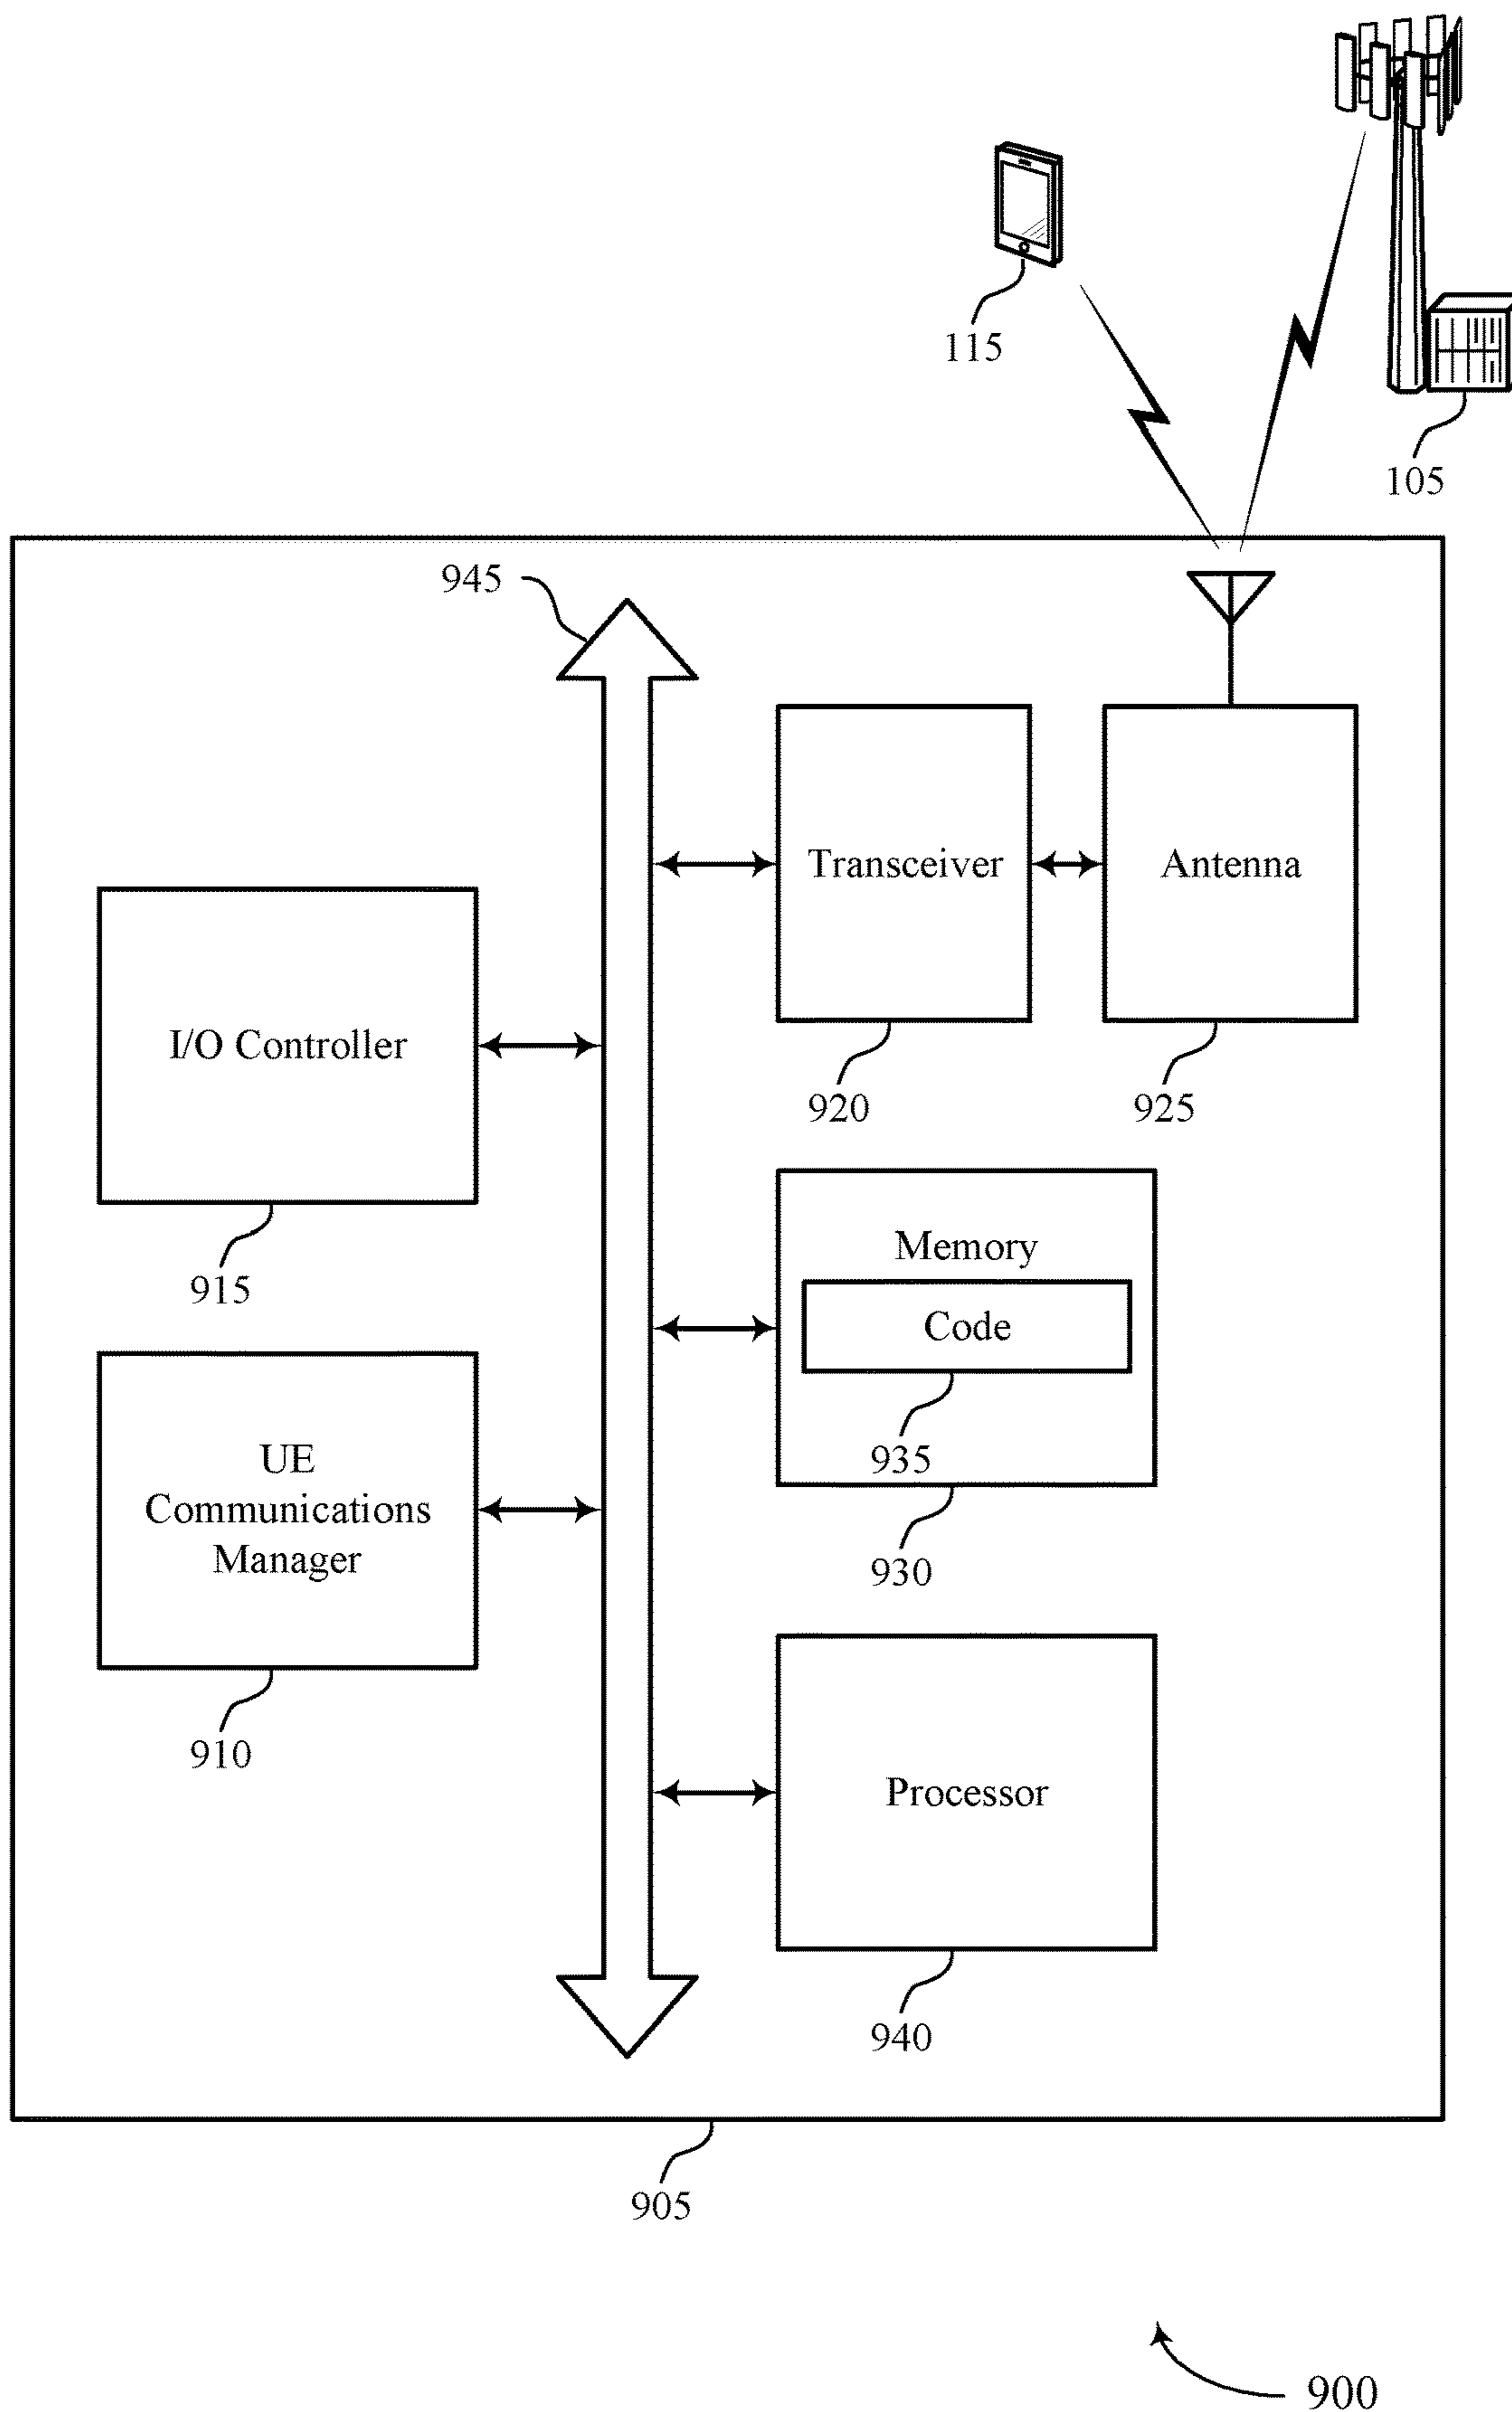 115
105
945
Transceiver
Antenna
I/O Controller
920
925
915
Memory
Code
935
930
UE
Communications
Manager
910
Processor
940
905
900